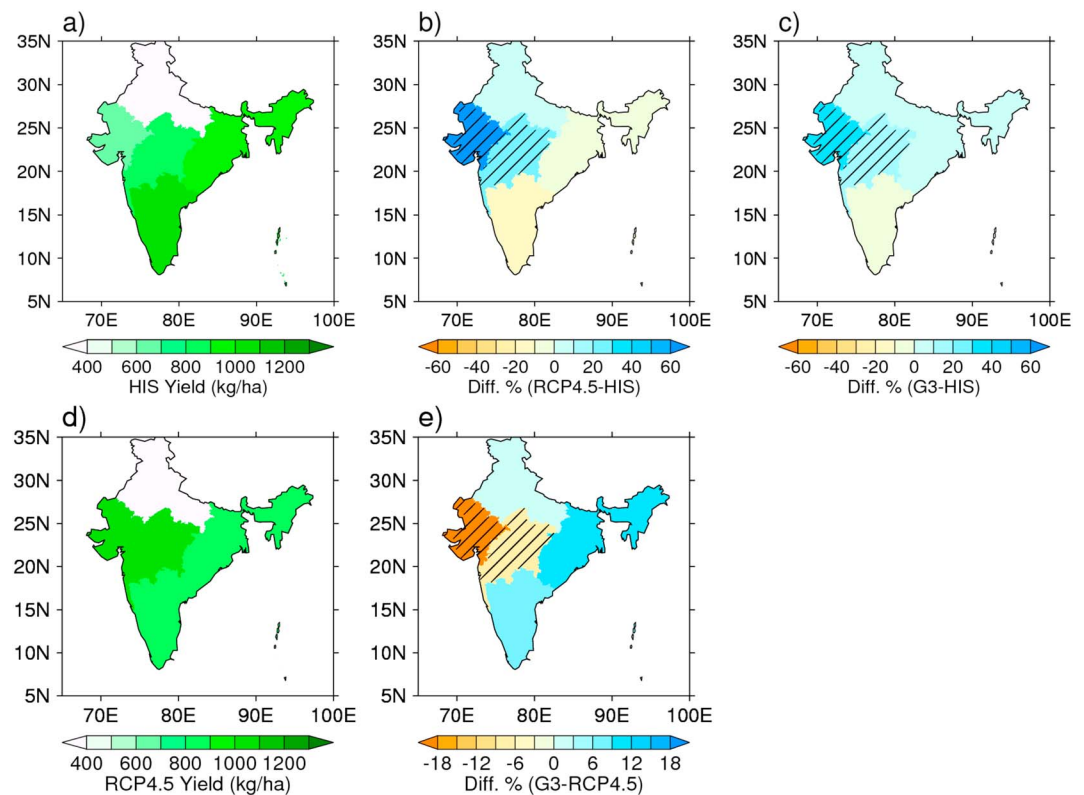 a)
b)
c)
35N
30N
25N
20N
15N
10N
5N
70E 80E 90E 100E
400 600 800 1000 1200
HIS Yield (kg/ha)
35N
30N
25N
20N
15N
10N
5N
70E 80E 90E 100E
-60 -40 -20 0 20 40 60
Diff. % (RCP4.5-HIS)
35N
30N
25N
20N
15N
10N
5N
70E 80E 90E 100E
-60 -40 -20 0 20 40 60
Diff. % (G3-HIS)
d)
e)
35N
30N
25N
20N
15N
10N
5N
70E 80E 90E 100E
400 600 800 1000 1200
RCP4.5 Yield (kg/ha)
35N
30N
25N
20N
15N
10N
5N
70E 80E 90E 100E
-18 -12 -6 0 6 12 18
Diff. % (G3-RCP4.5)